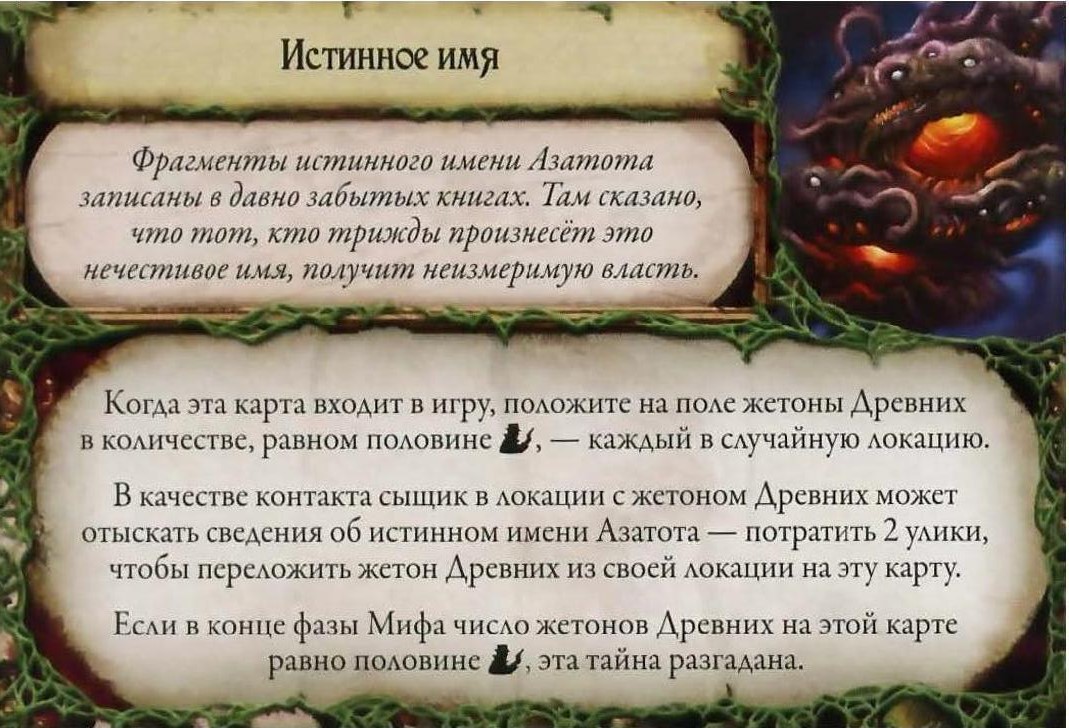 Истинное имя
Фрагменты истинного имени Азатота
записаны в давно забытых книгах. Там сказано,
что тот, кто трижды произнесёт это
нечестивое имя, получит неизмеримую власть.
Когда эта карта входит в игру, положите на поле жетоны Древних
в количестве, равном половине , — каждый в случайную локацию.
В качестве контакта сыщик в локации с жетоном Древних может
отыскать сведения об истинном имени Азатота — потратить 2 улики,
чтобы переложить жетон Древних из своей локации на эту карту.
Если в конце фазы Мифа число жетонов Древних на этой карте
равно половине , эта тайна разгадана.